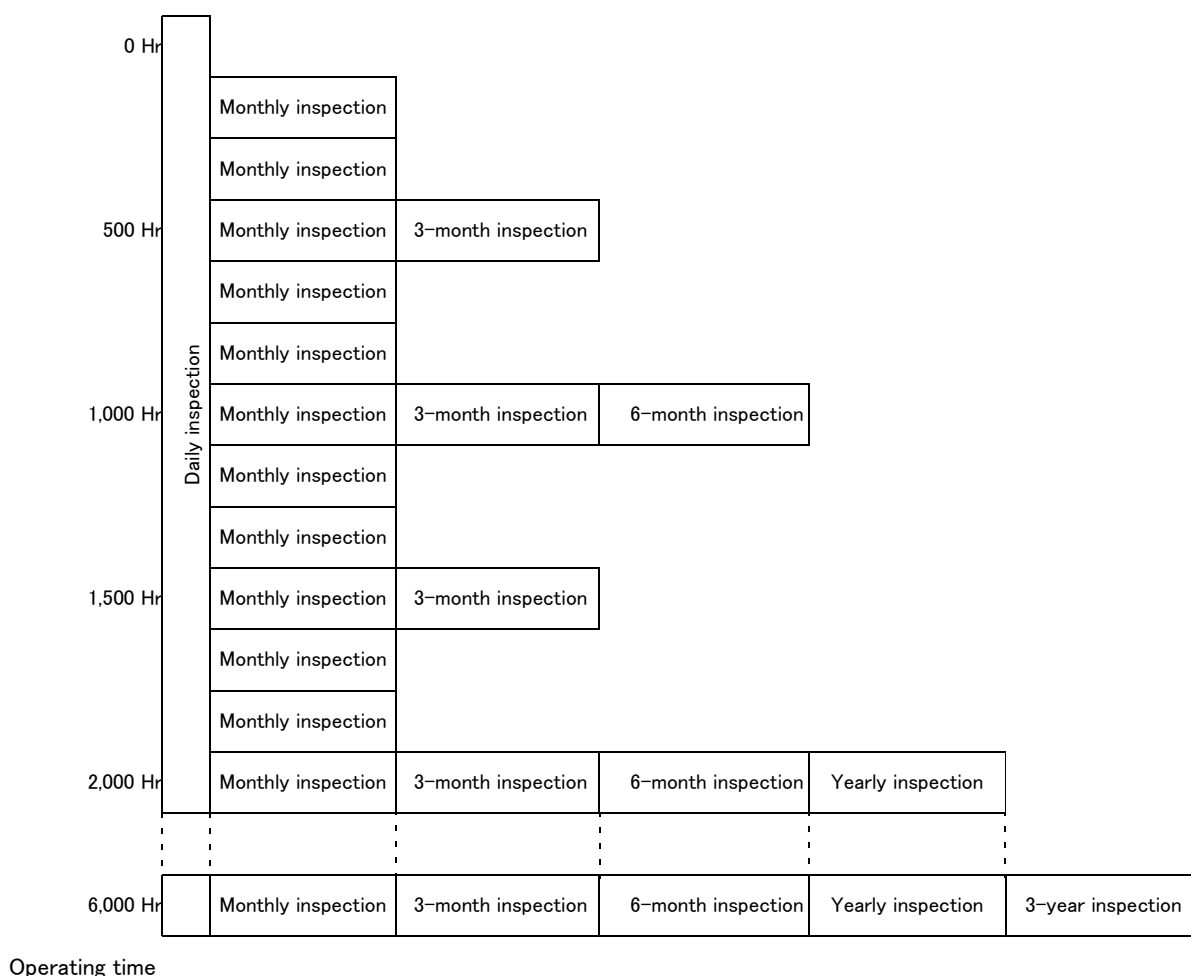 0 Hr
Monthly inspection
Monthly inspection
500 Hr Monthly inspection 3-month inspection
Monthly inspection
Monthly inspection
Daily inspection
1,000 Hr Monthly inspection 3-month inspection 6-month inspection
Monthly inspection
Monthly inspection
1,500 Hr Monthly inspection 3-month inspection
Monthly inspection
Monthly inspection
2,000 Hr Monthly inspection 3-month inspection 6-month inspection Yearly inspection
6,000 Hr Monthly inspection 3-month inspection 6-month inspection Yearly inspection 3-year inspection
Operating time